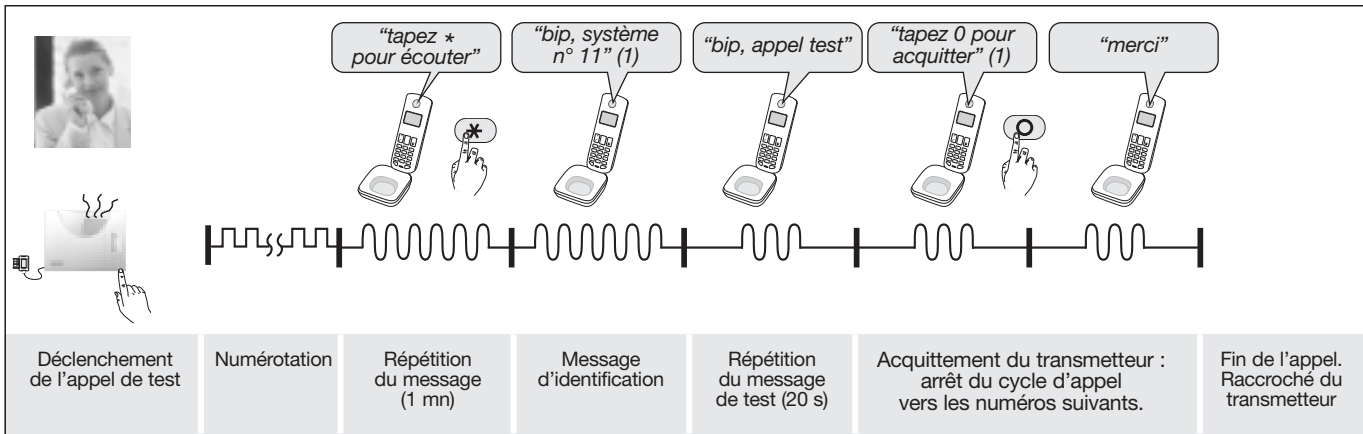 “tapez *
pour écouter”
“bip, système
n° 11” (1)
“bip, appel test”
“tapez 0 pour
acquitter” (1)
“merci”
Déclenchement
de l’appel de test
Numérotation
Répétition
du message
(1 mn)
Message
d’identification
Répétition
du message
de test (20 s)
Acquittement du transmetteur :
arrêt du cycle d’appel
vers les numéros suivants.
Fin de l’appel.
Raccroché du
transmetteur